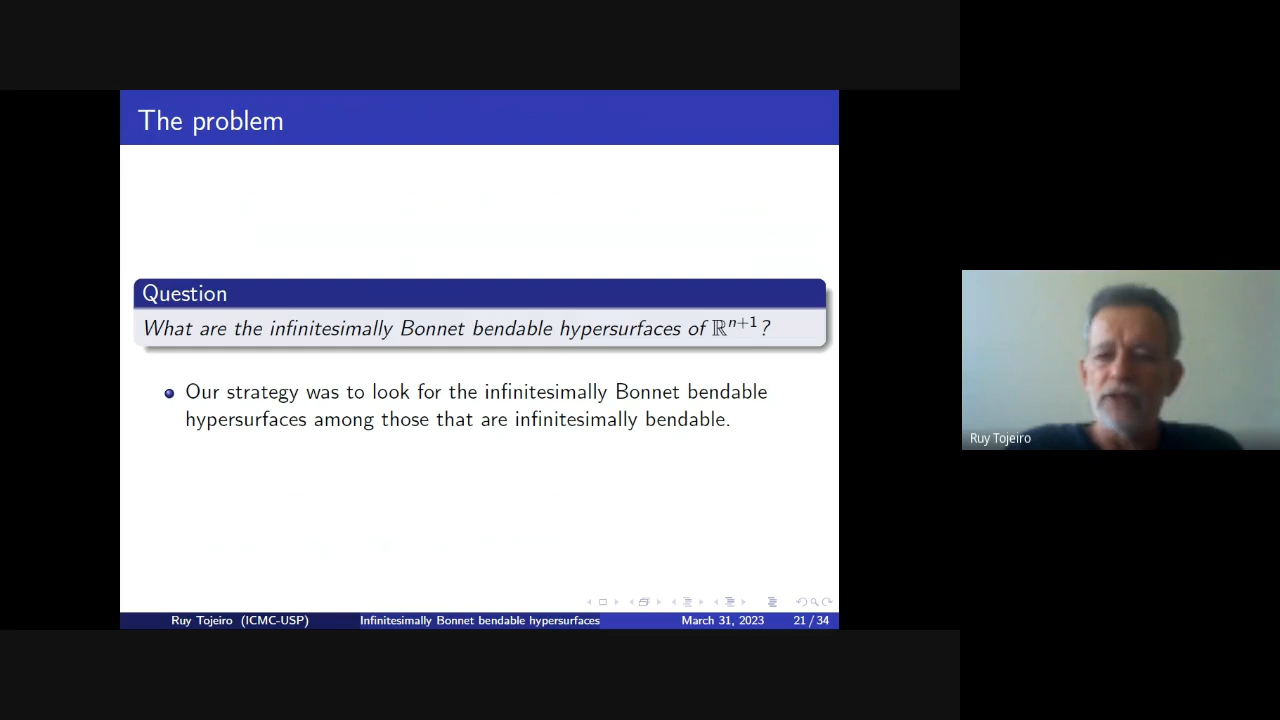 The problem
Question
What are the infinitesimally Bonnet bendable hypersurfaces of ℝⁿ⁺¹?
Our strategy was to look for the infinitesimally Bonnet bendable
hypersurfaces among those that are infinitesimally bendable.
Ruy Tojeiro
Ruy Tojeiro (ICMC-USP) Infinitesimally Bonnet bendable hypersurfaces March 31, 2023 21 / 34